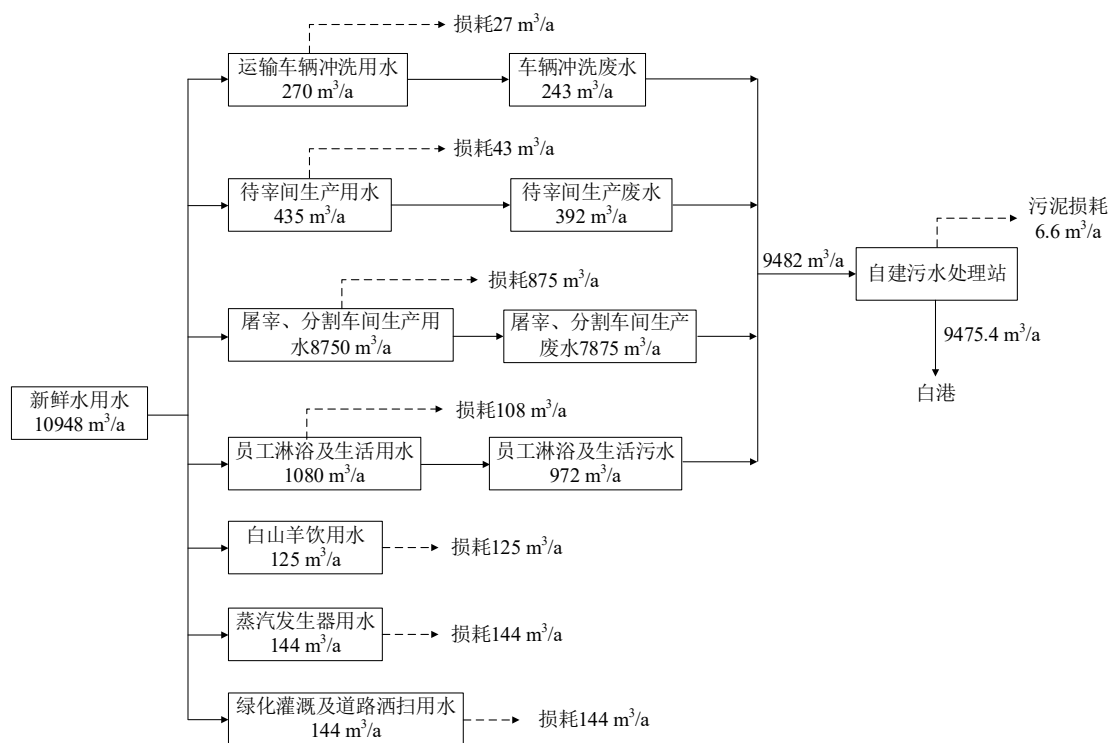 损耗27 m³/a
运输车辆冲洗用水
270 m³/a
车辆冲洗废水
243 m³/a
损耗43 m³/a
待宰间生产用水
435 m³/a
待宰间生产废水
392 m³/a
污泥损耗
6.6 m³/a
9482 m³/a
自建污水处理站
损耗875 m³/a
屠宰、分割车间生产用
水8750 m³/a
屠宰、分割车间生产
废水7875 m³/a
9475.4 m³/a
白港
新鲜水用水
10948 m³/a
损耗108 m³/a
员工淋浴及生活用水
1080 m³/a
员工淋浴及生活污水
972 m³/a
白山羊饮用水
125 m³/a
损耗125 m³/a
蒸汽发生器用水
144 m³/a
损耗144 m³/a
绿化灌溉及道路洒扫用水
144 m³/a
损耗144 m³/a